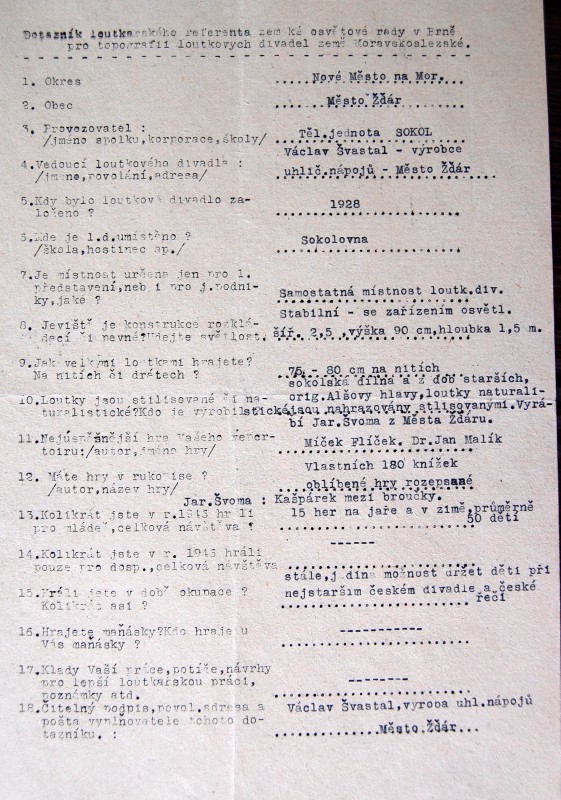 Dotazník loutkařského referenta zemské osvětové rady v Brně
pro topografii loutkových divadel země Moravskoslezské.
1. Okres Nové Město na Mor.
2. Obec Město Žďár
3. Provozovatel : Těl.jednota SOKOL
/jméno spolku,korporace,školy/
4.Vedoucí loutkového divadla : Václav Švastal - výrobce
/jméno,povolání,adresa/ uhlič.nápojů - Město Žďár
5.Kdy bylo loutkové divadlo za-
loženo ? 1928
6.Kde je l.d.umístěno ? Sokolovna
/škola,hostinec ap./
7.Je místnost určena jen pro l.
představení,neb i pro j.podni-
ky,jaké ? Samostatná místnost loutk.div.
Stabilní - se zařízením osvětl.
8. Jeviště je konstrukce rozklá-
dací či pevné?Udejte světlost. šíř. 2,5 ,výška 90 cm,hloubka 1,5 m.
9.Jak velkými loutkami hrajete? 75 - 80 cm na nitích
Na nitích či drátech ? sokolská dílna a z dob starších,
10.Loutky jsou stilisované či na- orig.Alšovy hlavy,loutky naturali-
turalistické?Kdo je vyrobil stické jsou nahrazovány stlisovanými.Vyrá-
bí Jar.Švoma z Města Žďáru.
11.Nejúspěšnější hra Vašeho reper-
toiru:/autor,jméno hry/ Míček Flíček. Dr.Jan Malík
Vlastních 180 knížek
12. Máte hry v rukopise ? oblíbené hry rozepsané
/autor,název hry/
Jar.Švoma : Kašpárek mezi broučky.
13.Kolikrát jste v r.1945 hráli 15 her na jaře a v zimě,průměrně
pro mládež,celková návštěva ? 50 dětí
14.Kolikrát jste v r. 1945 hráli ------
pouze pro dosp.,celková návštěva
stále,jediná možnost držet děti při
15.Hráli jste v době okupace ? nejstarším českém divadle a české
Kolikrát asi ? řeči
16.Hrajete maňásky?Kdo hraje u -----------
Vás maňásky ?
17.Klady Vaší práce,potíže,návrhy
pro lepší loutkařskou práci, --------
poznámky atd.
18.Čitelný podpis,povol.adresa a Václav Švastal,vyroba uhl.nápojů
pošta vyplňovatele tohoto do-
tazníku. : Město Žďár